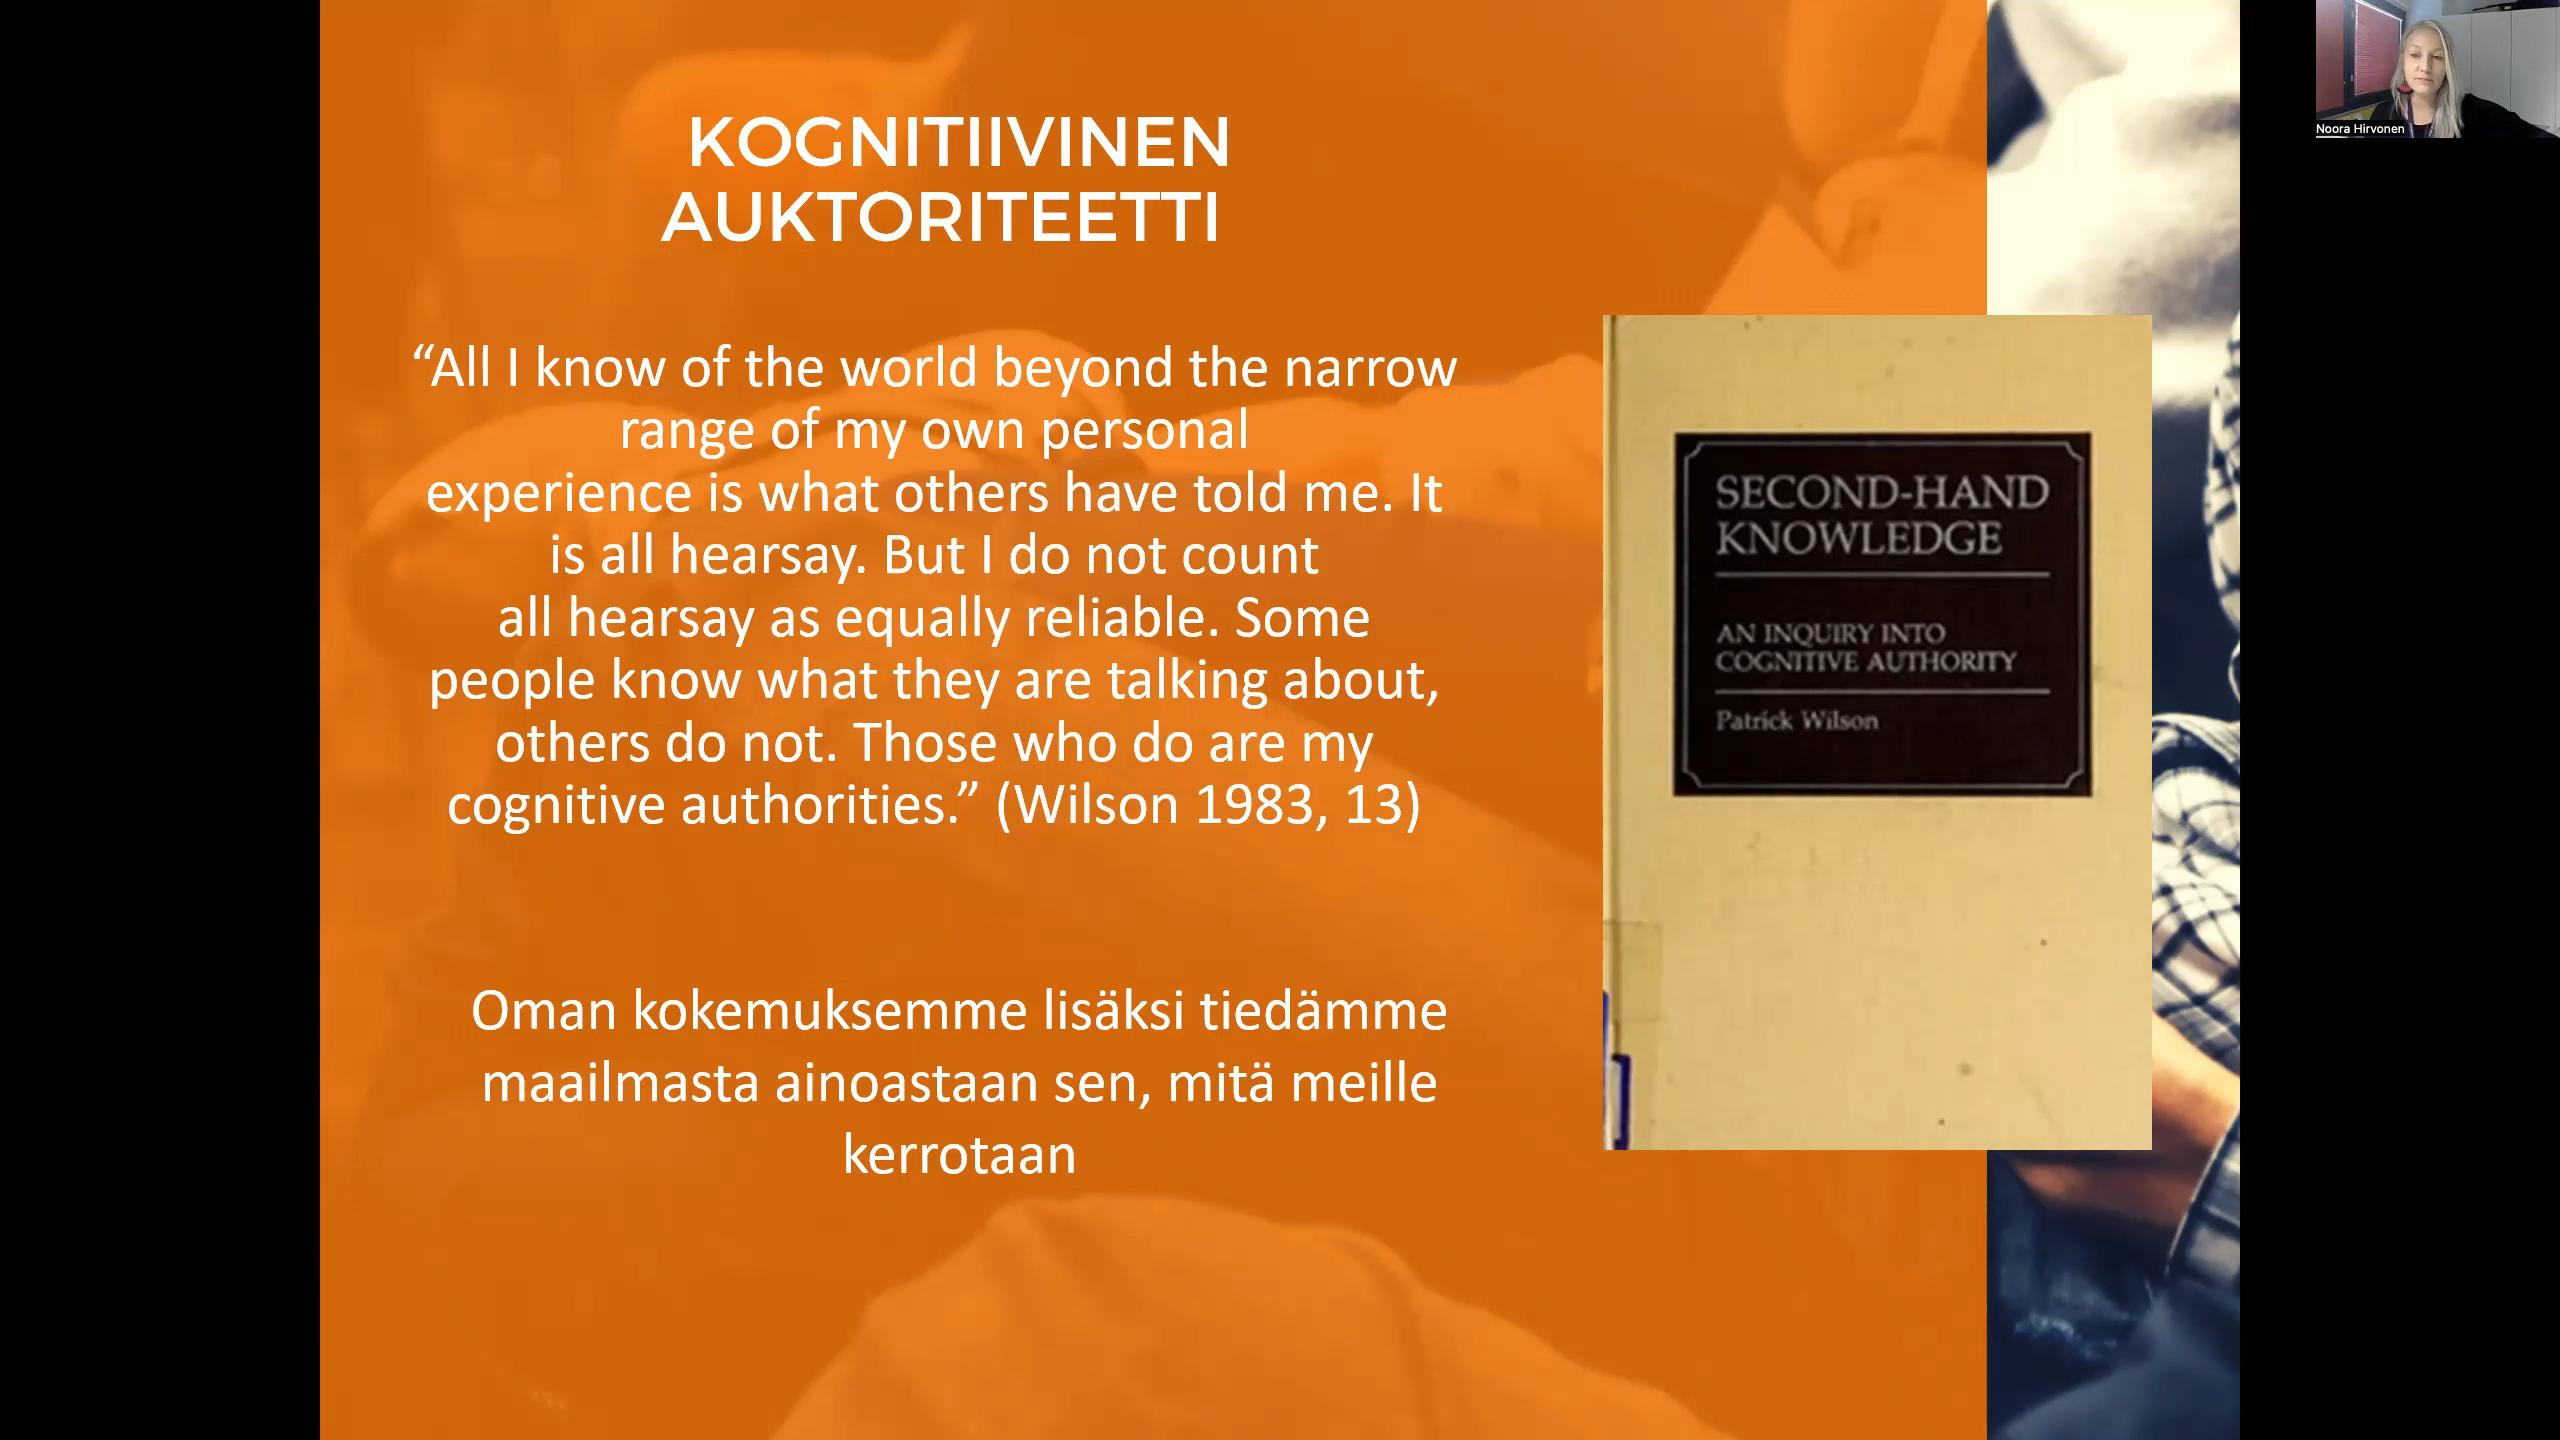 KOGNITIIVINEN
AUKTORITEETTI
“All I know of the world beyond the narrow
range of my own personal
experience is what others have told me. It
is all hearsay. But I do not count
all hearsay as equally reliable. Some
people know what they are talking about,
others do not. Those who do are my
cognitive authorities.” (Wilson 1983, 13)
Oman kokemuksemme lisäksi tiedämme
maailmasta ainoastaan sen, mitä meille
kerrotaan
SECOND-HAND
KNOWLEDGE
AN INQUIRY INTO
COGNITIVE AUTHORITY
Patrick Wilson
Noora Hirvonen